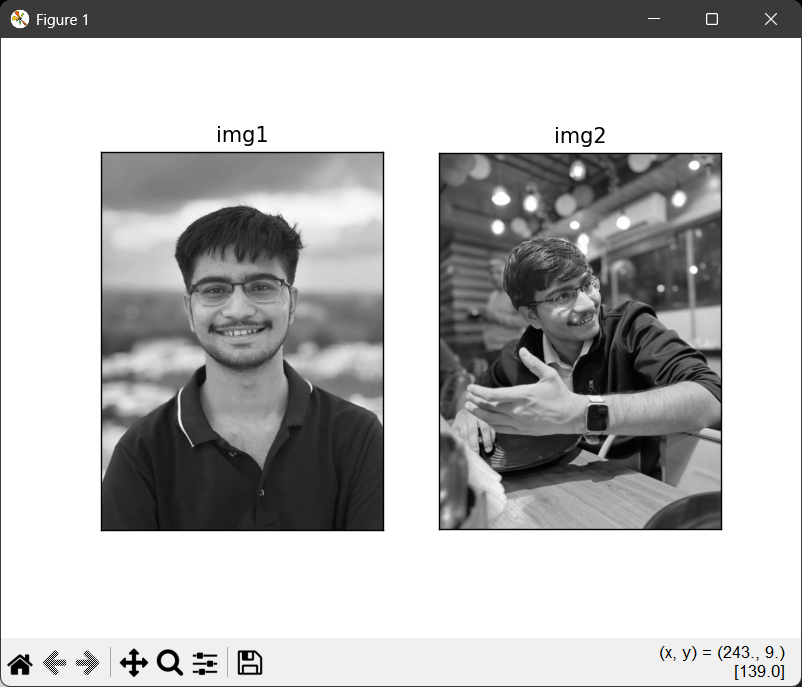 Figure 1
img1
img2
(x, y) = (243., 9.)
[139.0]